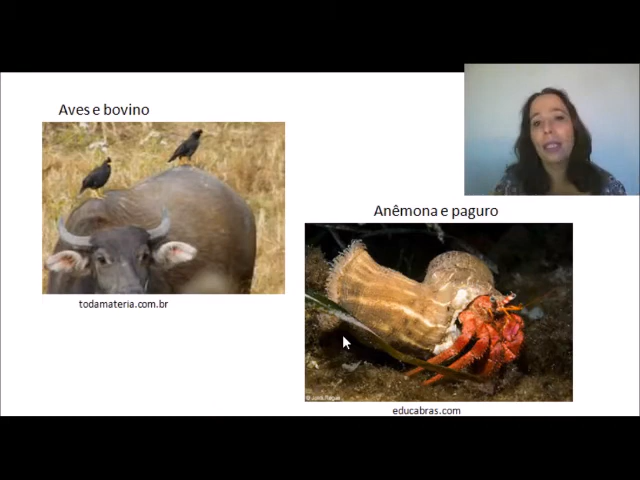 Aves e bovino
todamateria.com.br
Anêmona e paguro
educabras.com